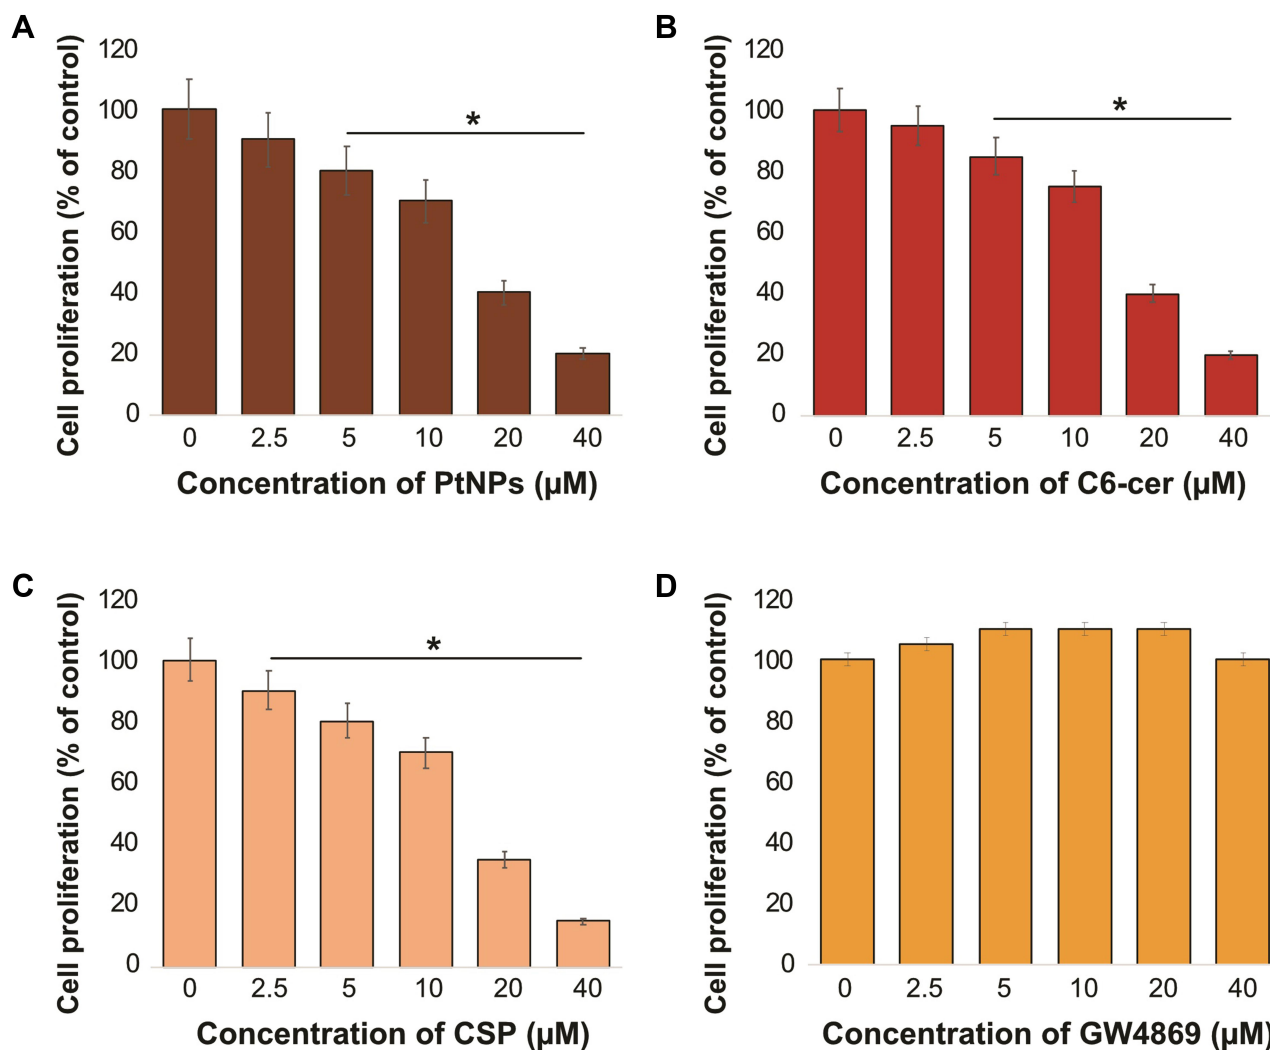 A
Cell proliferation (% of control)
120
100
80
60
40
20
0
*
0 2.5 5 10 20 40
Concentration of PtNPs (µM)
B
Cell proliferation (% of control)
120
100
80
60
40
20
0
*
0 2.5 5 10 20 40
Concentration of C6-cer (µM)
C
Cell proliferation (% of control)
120
100
80
60
40
20
0
*
0 2.5 5 10 20 40
Concentration of CSP (µM)
D
Cell proliferation (% of control)
120
100
80
60
40
20
0
0 2.5 5 10 20 40
Concentration of GW4869 (µM)